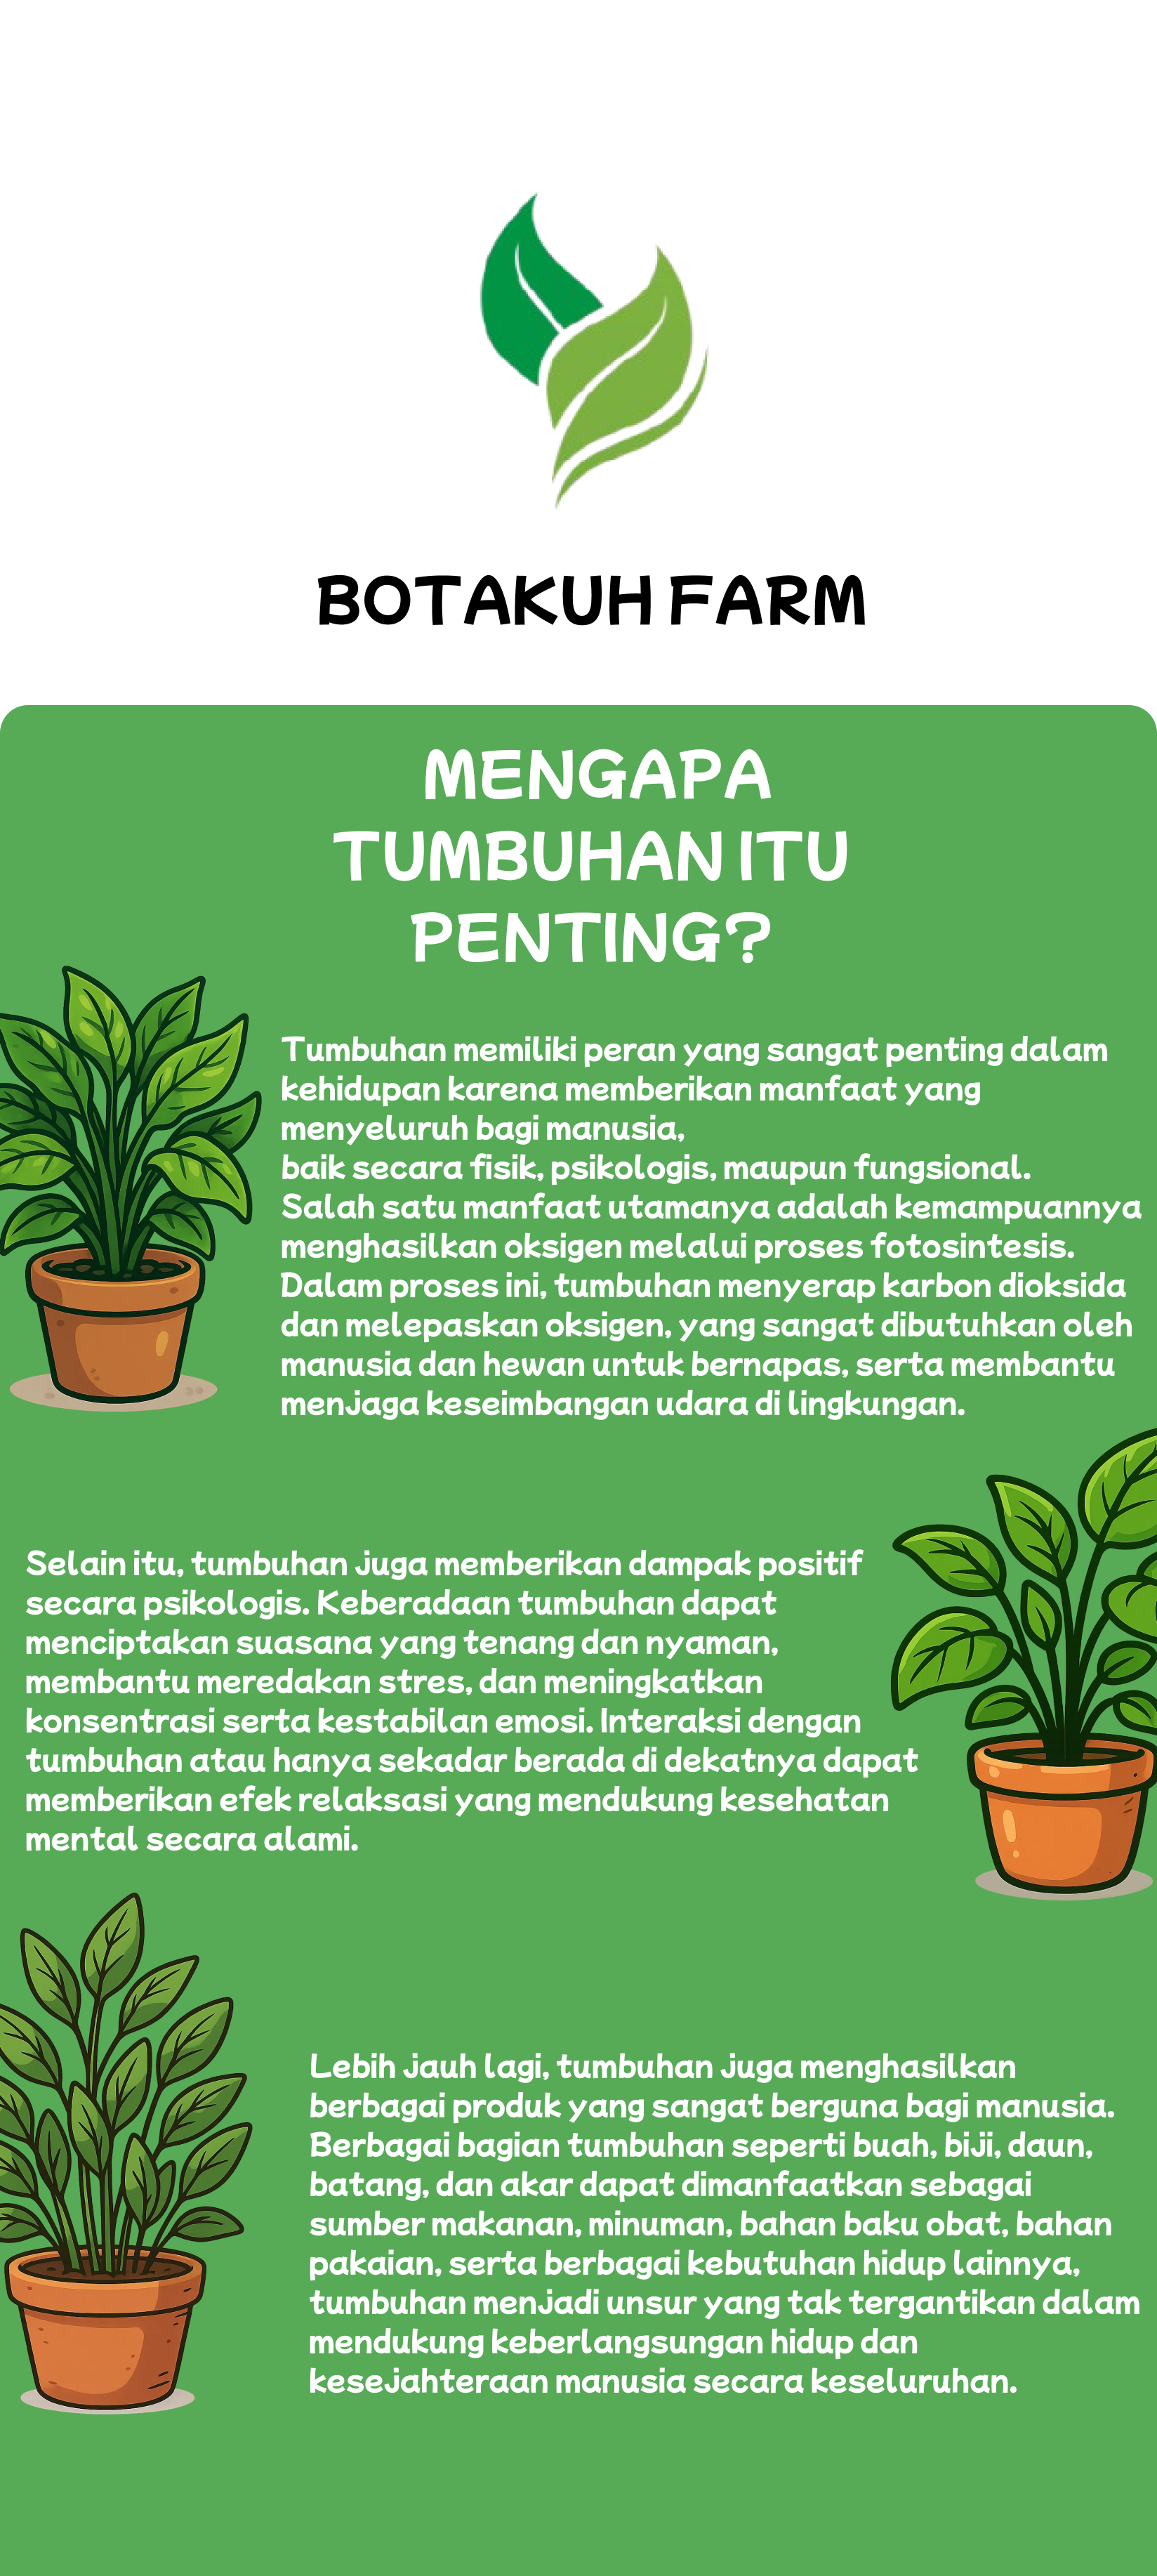 BOTAKUH FARM
MENGAPA
TUMBUHAN ITU
PENTING?
Tumbuhan memiliki peran yang sangat penting dalam
kehidupan karena memberikan manfaat yang
menyeluruh bagi manusia,
baik secara fisik, psikologis, maupun fungsional.
Salah satu manfaat utamanya adalah kemampuannya
menghasilkan oksigen melalui proses fotosintesis.
Dalam proses ini, tumbuhan menyerap karbon dioksida
dan melepaskan oksigen, yang sangat dibutuhkan oleh
manusia dan hewan untuk bernapas, serta membantu
menjaga keseimbangan udara di lingkungan.
Selain itu, tumbuhan juga memberikan dampak positif
secara psikologis. Keberadaan tumbuhan dapat
menciptakan suasana yang tenang dan nyaman,
membantu meredakan stres, dan meningkatkan
konsentrasi serta kestabilan emosi. Interaksi dengan
tumbuhan atau hanya sekadar berada di dekatnya dapat
memberikan efek relaksasi yang mendukung kesehatan
mental secara alami.
Lebih jauh lagi, tumbuhan juga menghasilkan
berbagai produk yang sangat berguna bagi manusia.
Berbagai bagian tumbuhan seperti buah, biji, daun,
batang, dan akar dapat dimanfaatkan sebagai
sumber makanan, minuman, bahan baku obat, bahan
pakaian, serta berbagai kebutuhan hidup lainnya,
tumbuhan menjadi unsur yang tak tergantikan dalam
mendukung keberlangsungan hidup dan
kesejahteraan manusia secara keseluruhan.